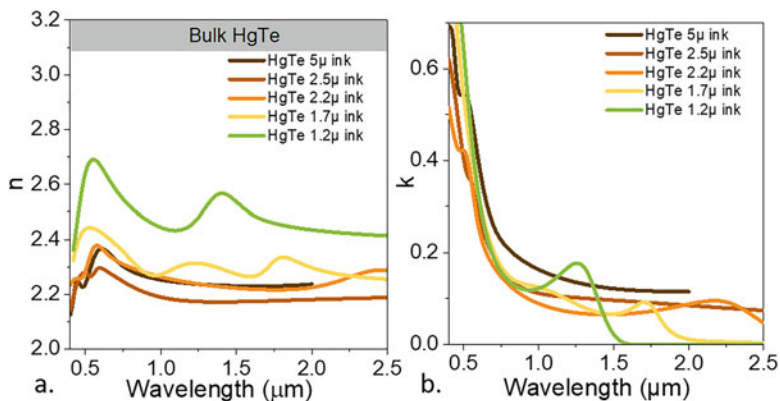 3.2
Bulk HgTe
3.0
2.8
2.6
2.4
2.2
2.0
n
HgTe 5μ ink
HgTe 2.5μ ink
HgTe 2.2μ ink
HgTe 1.7μ ink
HgTe 1.2μ ink
0.5 1.0 1.5 2.0 2.5
Wavelength (μm)
a.
0.6
0.4
0.2
0.0
k
HgTe 5μ ink
HgTe 2.5μ ink
HgTe 2.2μ ink
HgTe 1.7μ ink
HgTe 1.2μ ink
0.5 1.0 1.5 2.0 2.5
Wavelength (μm)
b.